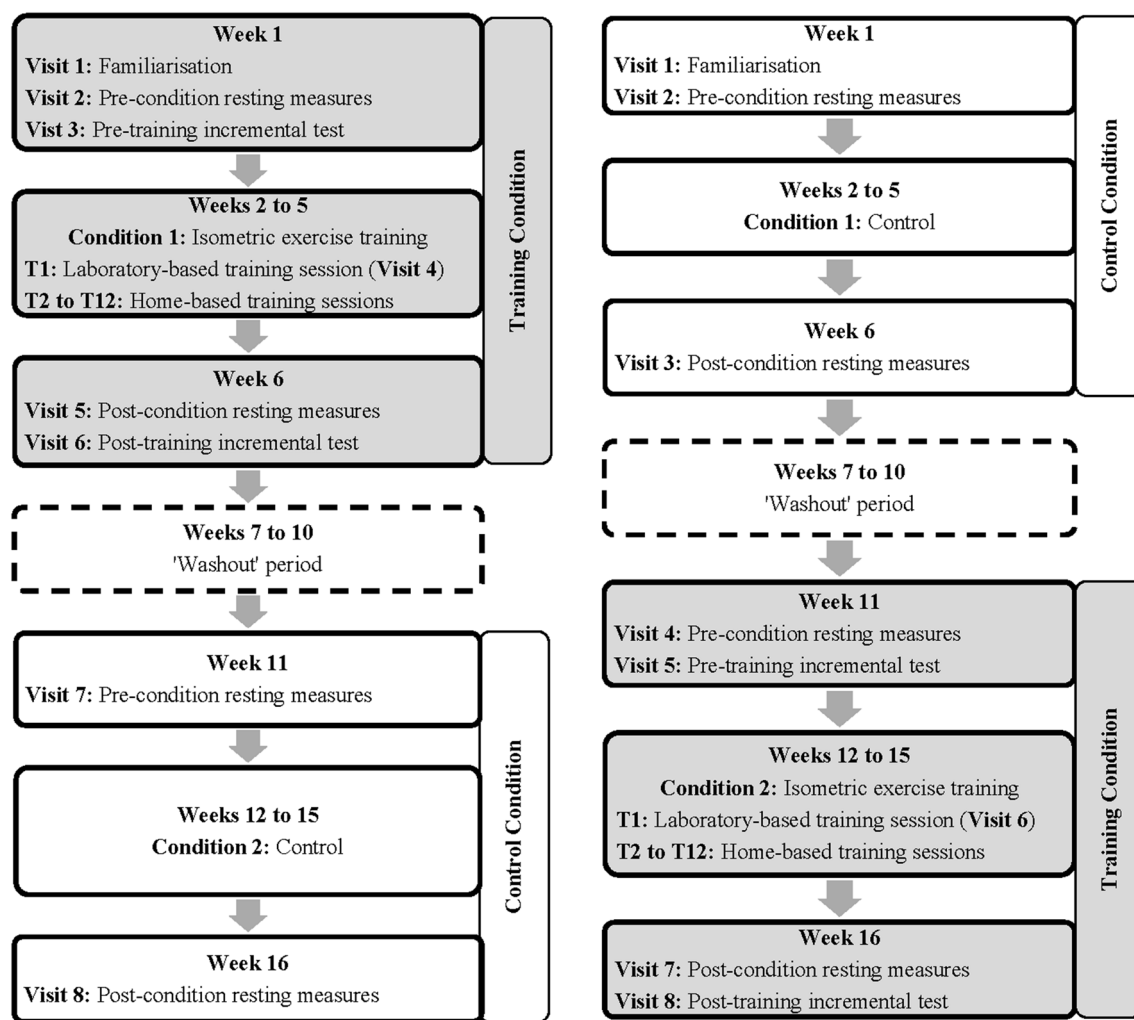 Week 1
Visit 1: Familiarisation
Visit 2: Pre-condition resting measures
Vist 3: Pre-training incremental test
Weeks 2 to 5
Condition 1: Isometric exercise training
T1: Laboratory-based training session (Visit 4)
T2 to T12: Home-based training sessions
Week 6
Visit 5: Post-condition resting measures
Visit 6: Post-training incremental test
Training Condition
Weeks 7 to 10
'Washout' period
Week 11
Visit 7: Pre-condition resting measures
Weeks 12 to 15
Condition 2: Control
Week 16
Visit 8: Post-condition resting measures
Control Condition
Week 1
Visit 1: Familiarisation
Visit 2: Pre-condition resting measures
Weeks 2 to 5
Condition 1: Control
Week 6
Visit 3: Post-condition resting measures
Control Condition
Weeks 7 to 10
'Washout' period
Week 11
Visit 4: Pre-condition resting measures
Visit 5: Pre-training incremental test
Weeks 12 to 15
Condition 2: Isometric exercise training
T1: Laboratory-based training session (Visit 6)
T2 to T12: Home-based training sessions
Week 16
Visit 7: Post-condition resting measures
Visit 8: Post-training incremental test
Training Condition